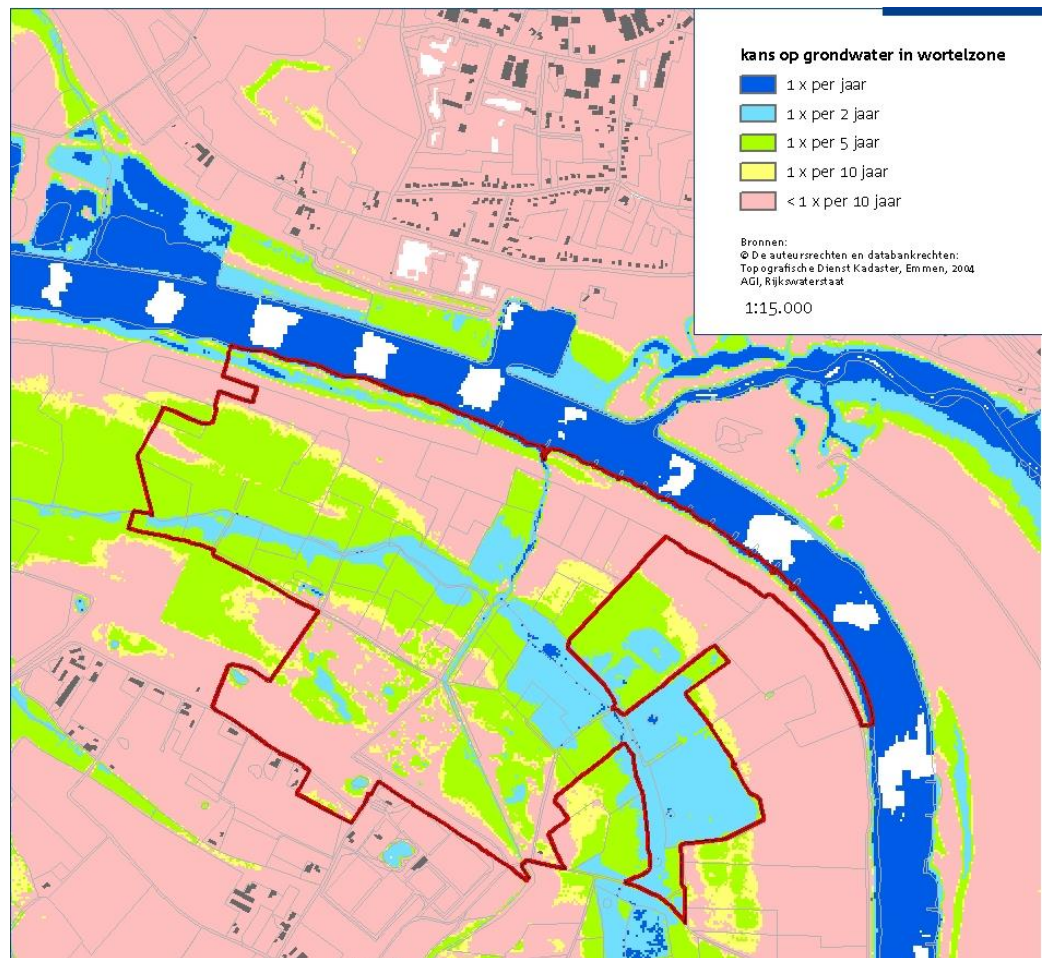 kans op grondwater in wortelzone
1 x per jaar
1 x per 2 jaar
1 x per 5 jaar
1 x per 10 jaar
< 1 x per 10 jaar
Bronnen:
© De auteursrechten en databankrechten:
Topografische Dienst Kadaster, Emmen, 2004
AGI, Rijkswaterstaat
1:15.000